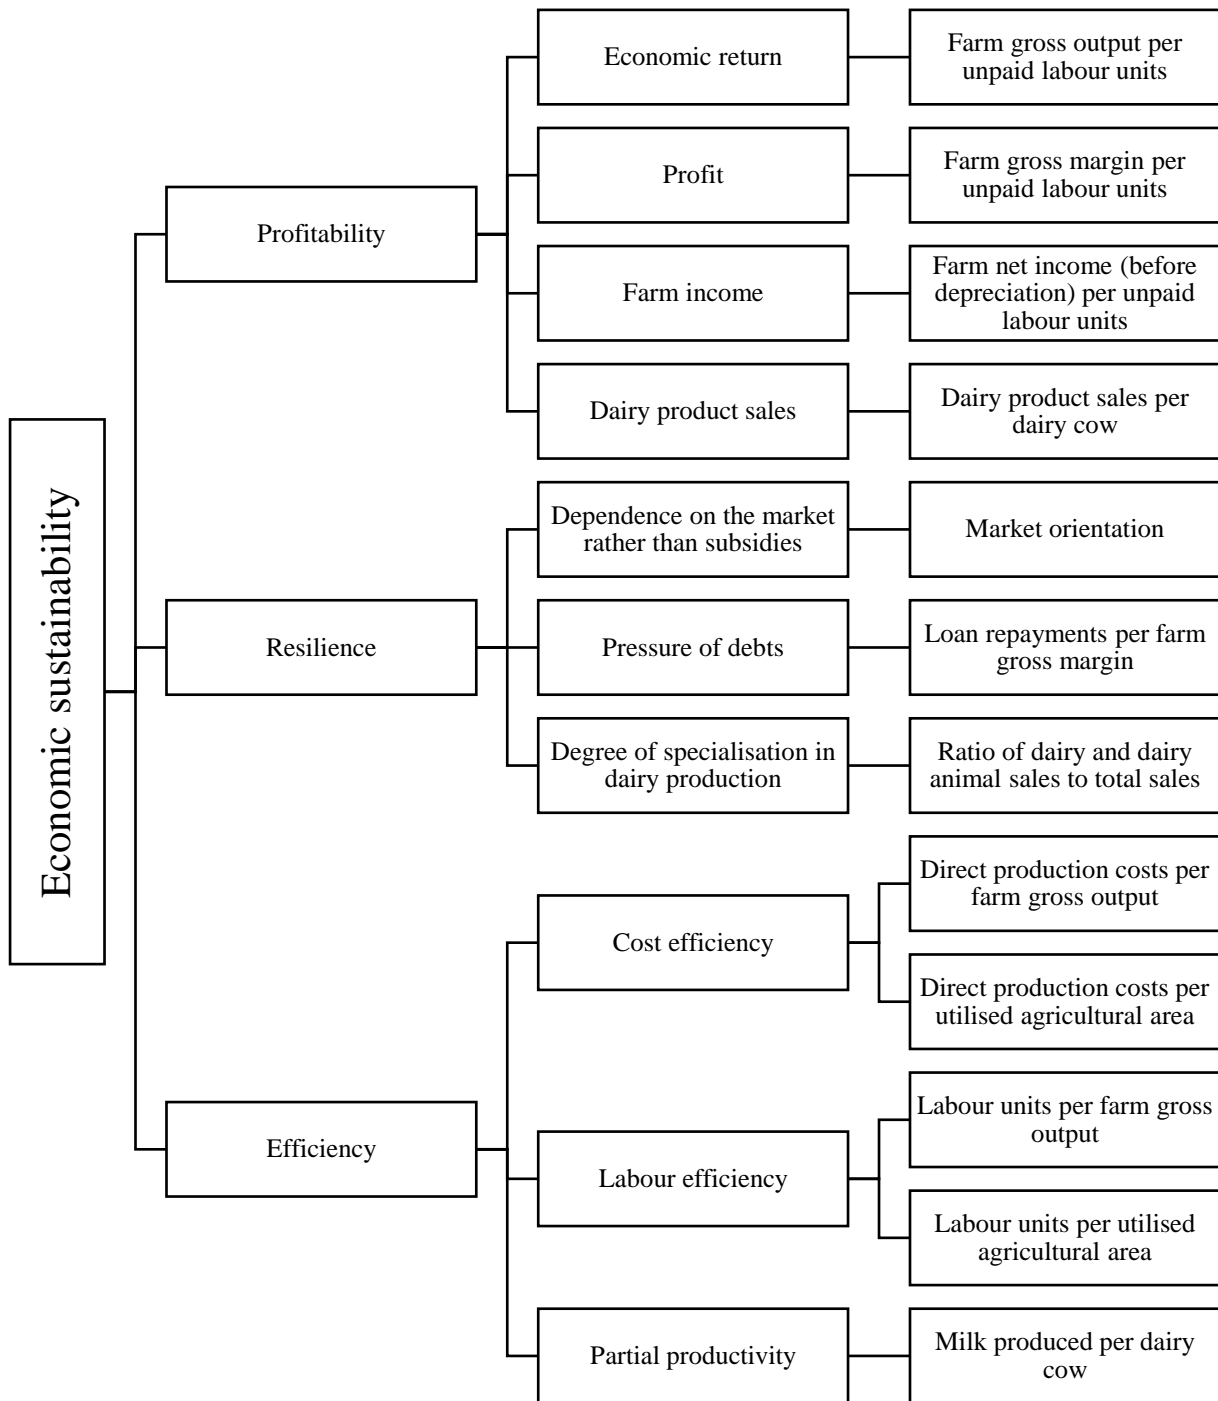 Economic sustainability
Profitability
Economic return
Farm gross output per
unpaid labour units
Profit
Farm gross margin per
unpaid labour units
Farm income
Farm net income (before
depreciation) per unpaid
labour units
Dairy product sales
Dairy product sales per
dairy cow
Resilience
Dependence on the market
rather than subsidies
Market orientation
Pressure of debts
Loan repayments per farm
gross margin
Degree of specialisation in
dairy production
Ratio of dairy and dairy
animal sales to total sales
Efficiency
Cost efficiency
Direct production costs per
farm gross output
Direct production costs per
utilised agricultural area
Labour efficiency
Labour units per farm gross
output
Labour units per utilised
agricultural area
Partial productivity
Milk produced per dairy
cow